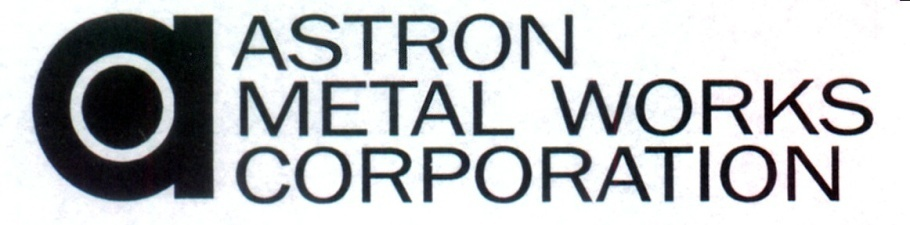 a
ASTRON
METAL WORKS
CORPORATION